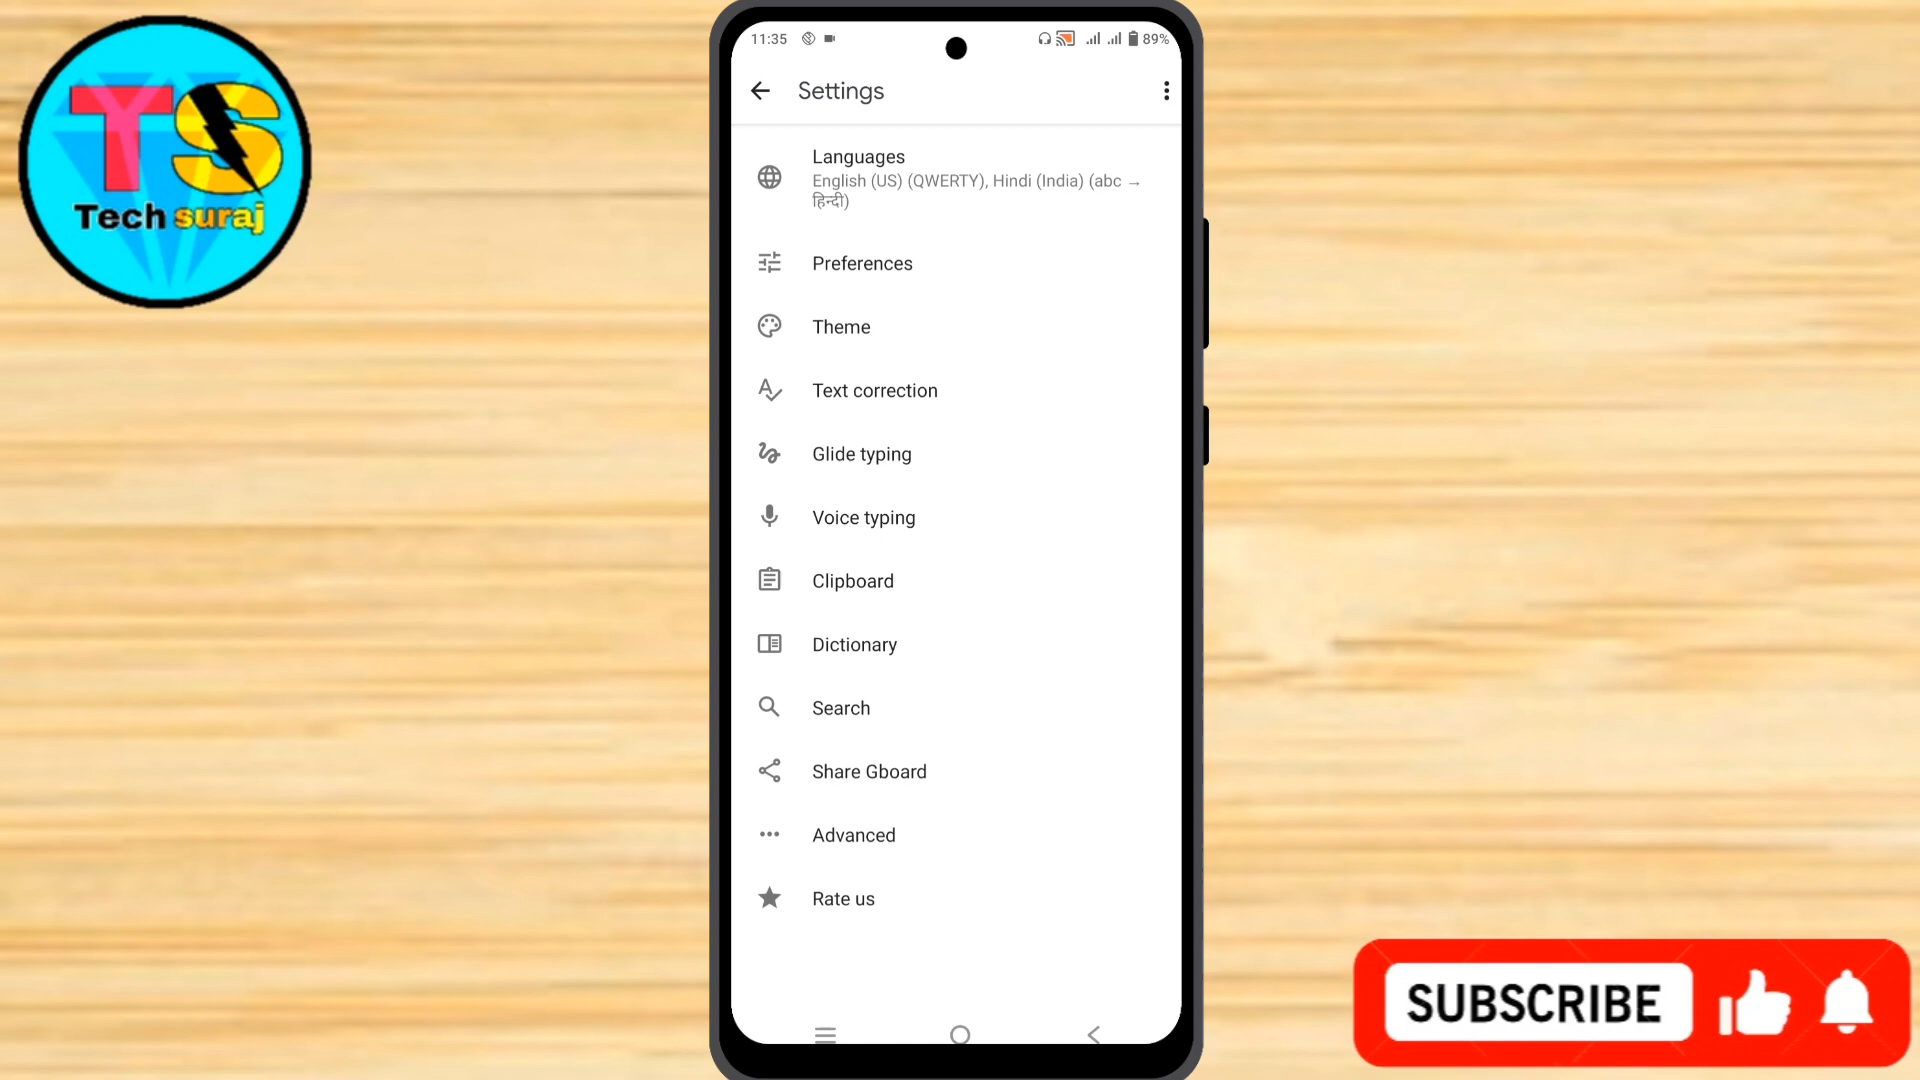 TS
Tech suraj
11:35
89%
Settings
Languages
English (US) (QWERTY), Hindi (India) (abc →
हिन्दी)
Preferences
Theme
Text correction
Glide typing
Voice typing
Clipboard
Dictionary
Search
Share Gboard
Advanced
Rate us
SUBSCRIBE